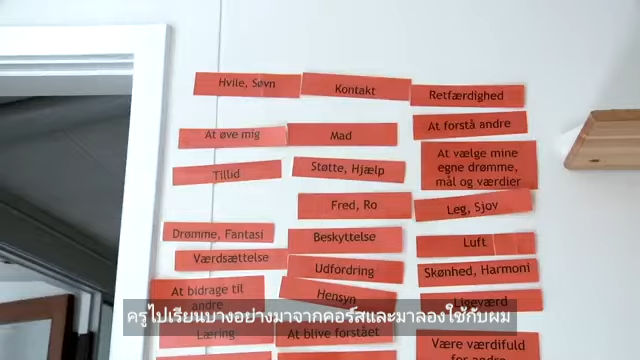 Hvile, Søvn
Kontakt
Retfærdighed
At øve mig
Mad
At forstå andre
Tillid
Støtte, Hjælp
At vælge mine
egne drømme,
mål og værdier
Fred, Ro
Leg, Sjov
Drømme, Fantasi
Beskyttelse
Luft
Værdsættelse
Udfordring
Skønhed, Harmoni
At bidrage til
andre
Hensyn
Ligeværd
Læring
At blive forstået
Være værdifuld
for andre
ครูไปเรียนบางอย่างมาจากคอร์สและมาลองใช้กับผม